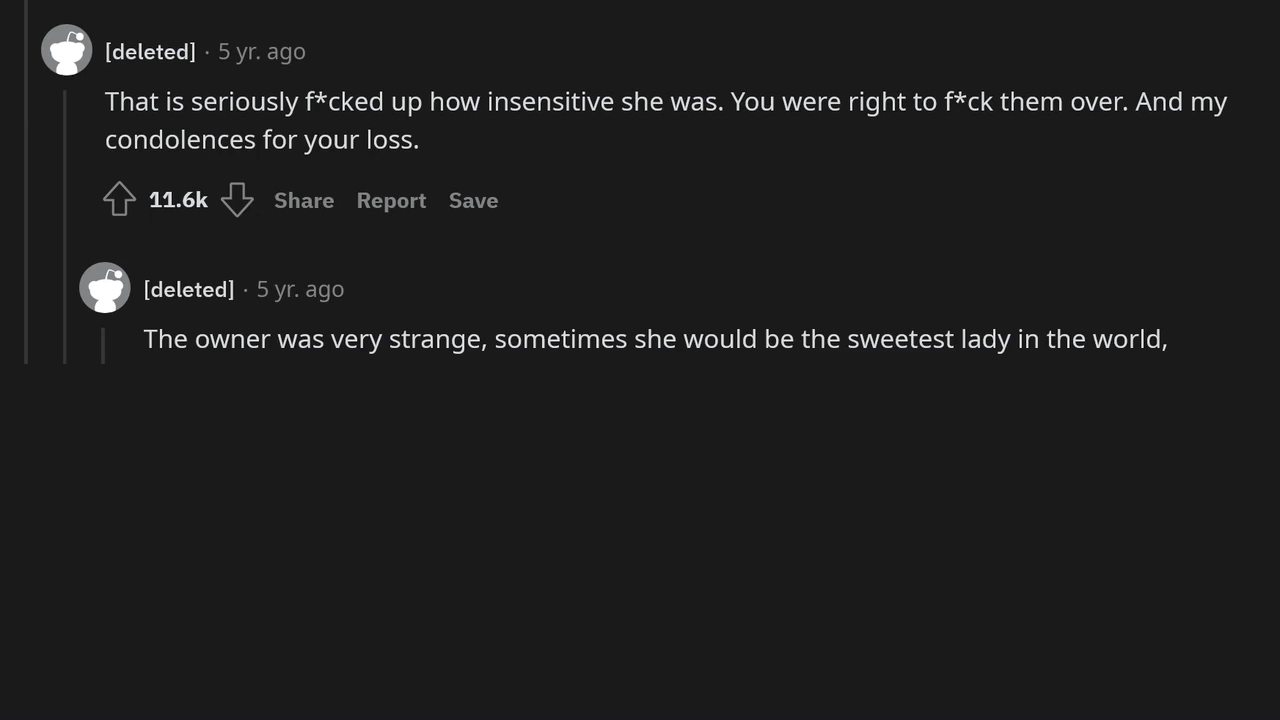 [deleted] · 5 yr. ago
That is seriously f*cked up how insensitive she was. You were right to f*ck them over. And my
condolences for your loss.
11.6k Share Report Save
[deleted] · 5 yr. ago
The owner was very strange, sometimes she would be the sweetest lady in the world,